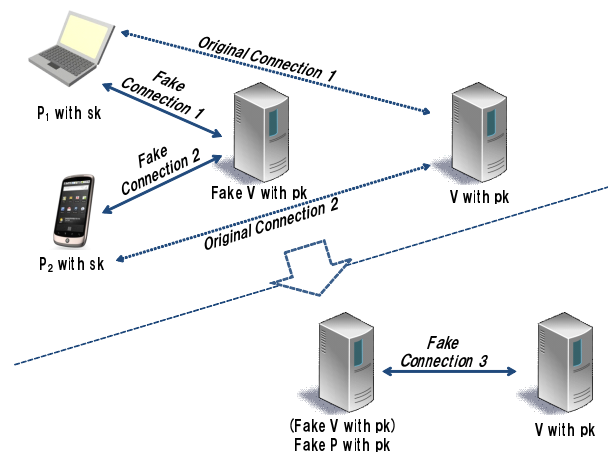 Original Connection 1
Fake
Connection 1
P₁ with sk
Fake
Connection 2
Fake V with pk
V with pk
Original Connection 2
P₂ with sk
Fake
Connection 3
(Fake V with pk)
Fake P with pk
V with pk